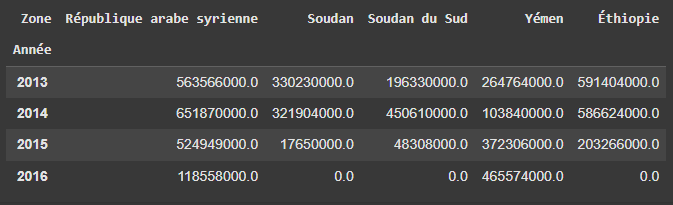 Zone République arabe syrienne Soudan Soudan du Sud Yémen Éthiopie
Année
2013 563566000.0 330230000.0 196330000.0 264764000.0 591404000.0
2014 651870000.0 321904000.0 450610000.0 103840000.0 586624000.0
2015 524949000.0 17650000.0 48308000.0 372306000.0 203266000.0
2016 118558000.0 0.0 0.0 465574000.0 0.0